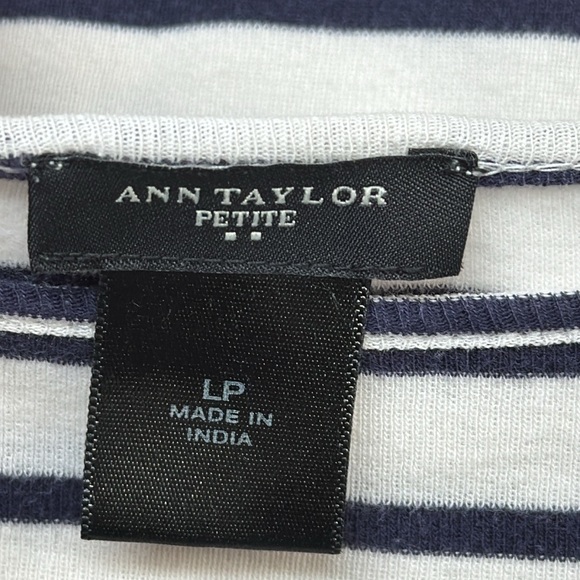 ANN TAYLOR
PETITE
LP
MADE IN
INDIA